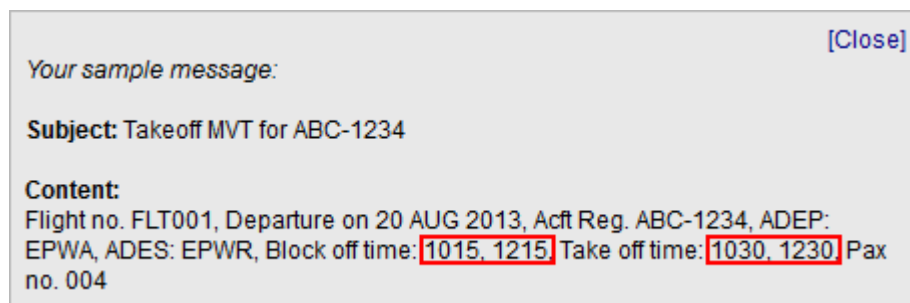 [Close]
Your sample message:
Subject: Takeoff MVT for ABC-1234
Content:
Flight no. FLT001, Departure on 20 AUG 2013, Acft Reg. ABC-1234, ADEP:
EPWA, ADES: EPWR, Block off time: 1015, 1215, Take off time: 1030, 1230, Pax
no. 004